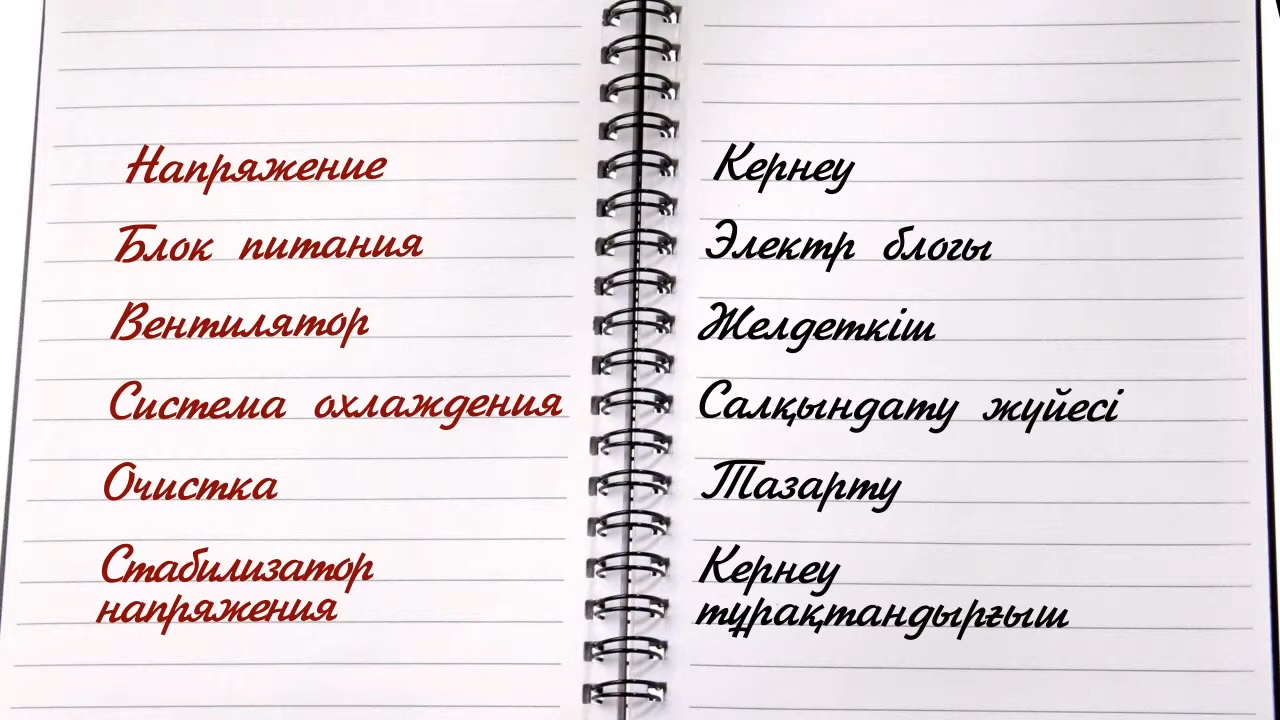 Напряжение
Блок питания
Вентилятор
Система охлаждения
Очистка
Стабилизатор
напряжения
Кернеу
Электр блогы
Желдеткіш
Салқындату жүйесі
Тазарту
Кернеу
тұрақтандырғыш